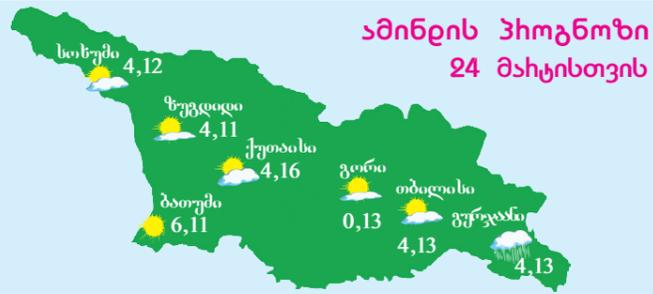 ამინდის პროგნოზი
24 მარტისთვის
სოხუმი
4,12
ზუგდიდი
4,11
ქუთაისი
4,16
გორი
0,13
თბილისი
4,13
ბათუმი
6,11
გურჯაანი
4,13